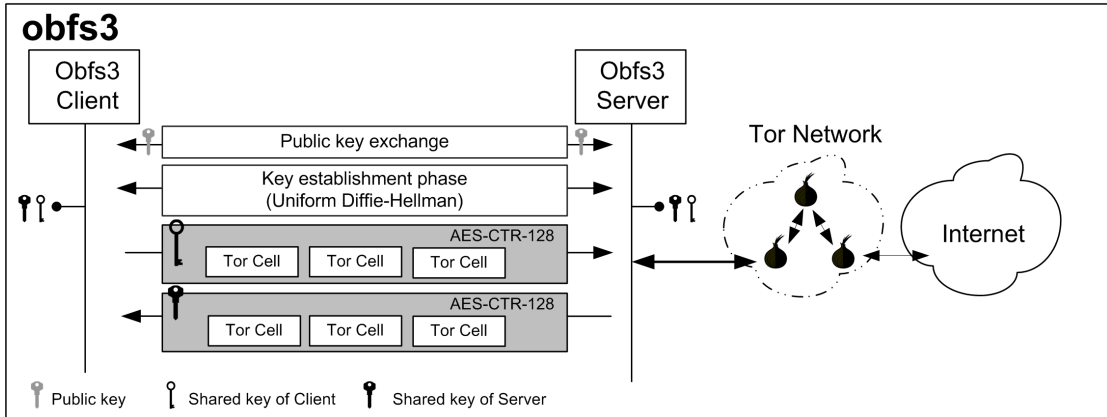 obfs3
Obfs3
Client
Obfs3
Server
Public key exchange
Tor Network
Key establishment phase
(Uniform Diffie-Hellman)
AES-CTR-128
Tor Cell Tor Cell Tor Cell
Internet
AES-CTR-128
Tor Cell Tor Cell Tor Cell
Public key Shared key of Client Shared key of Server